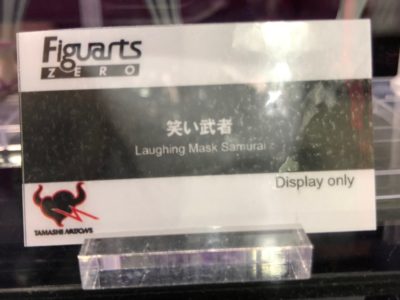 Figuarts
ZERO
笑い武者
Laughing Mask Samurai
Display only
TAMASHII NATIONS